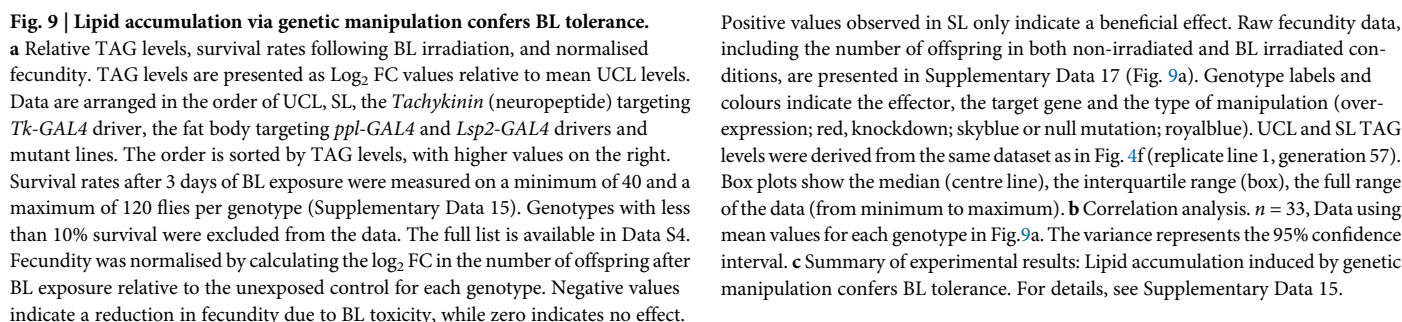 Fig. 9 | Lipid accumulation via genetic manipulation confers BL tolerance.
a Relative TAG levels, survival rates following BL irradiation, and normalised
fecundity. TAG levels are presented as Log₂ FC values relative to mean UCL levels.
Data are arranged in the order of UCL, SL, the Tachykinin (neuropeptide) targeting
Tk-GAL4 driver, the fat body targeting ppl-GAL4 and Lsp2-GAL4 drivers and
mutant lines. The order is sorted by TAG levels, with higher values on the right.
Survival rates after 3 days of BL exposure were measured on a minimum of 40 and a
maximum of 120 flies per genotype (Supplementary Data 15). Genotypes with less
than 10% survival were excluded from the data. The full list is available in Data S4.
Fecundity was normalised by calculating the log₂ FC in the number of offspring after
BL exposure relative to the unexposed control for each genotype. Negative values
indicate a reduction in fecundity due to BL toxicity, while zero indicates no effect.
Positive values observed in SL only indicate a beneficial effect. Raw fecundity data,
including the number of offspring in both non-irradiated and BL irradiated con-
ditions, are presented in Supplementary Data 17 (Fig. 9a). Genotype labels and
colours indicate the effector, the target gene and the type of manipulation (over-
expression; red, knockdown; skyblue or null mutation; royalblue). UCL and SL TAG
levels were derived from the same dataset as in Fig. 4f (replicate line 1, generation 57).
Box plots show the median (centre line), the interquartile range (box), the full range
of the data (from minimum to maximum). b Correlation analysis. n = 33, Data using
mean values for each genotype in Fig.9a. The variance represents the 95% confidence
interval. c Summary of experimental results: Lipid accumulation induced by genetic
manipulation confers BL tolerance. For details, see Supplementary Data 15.